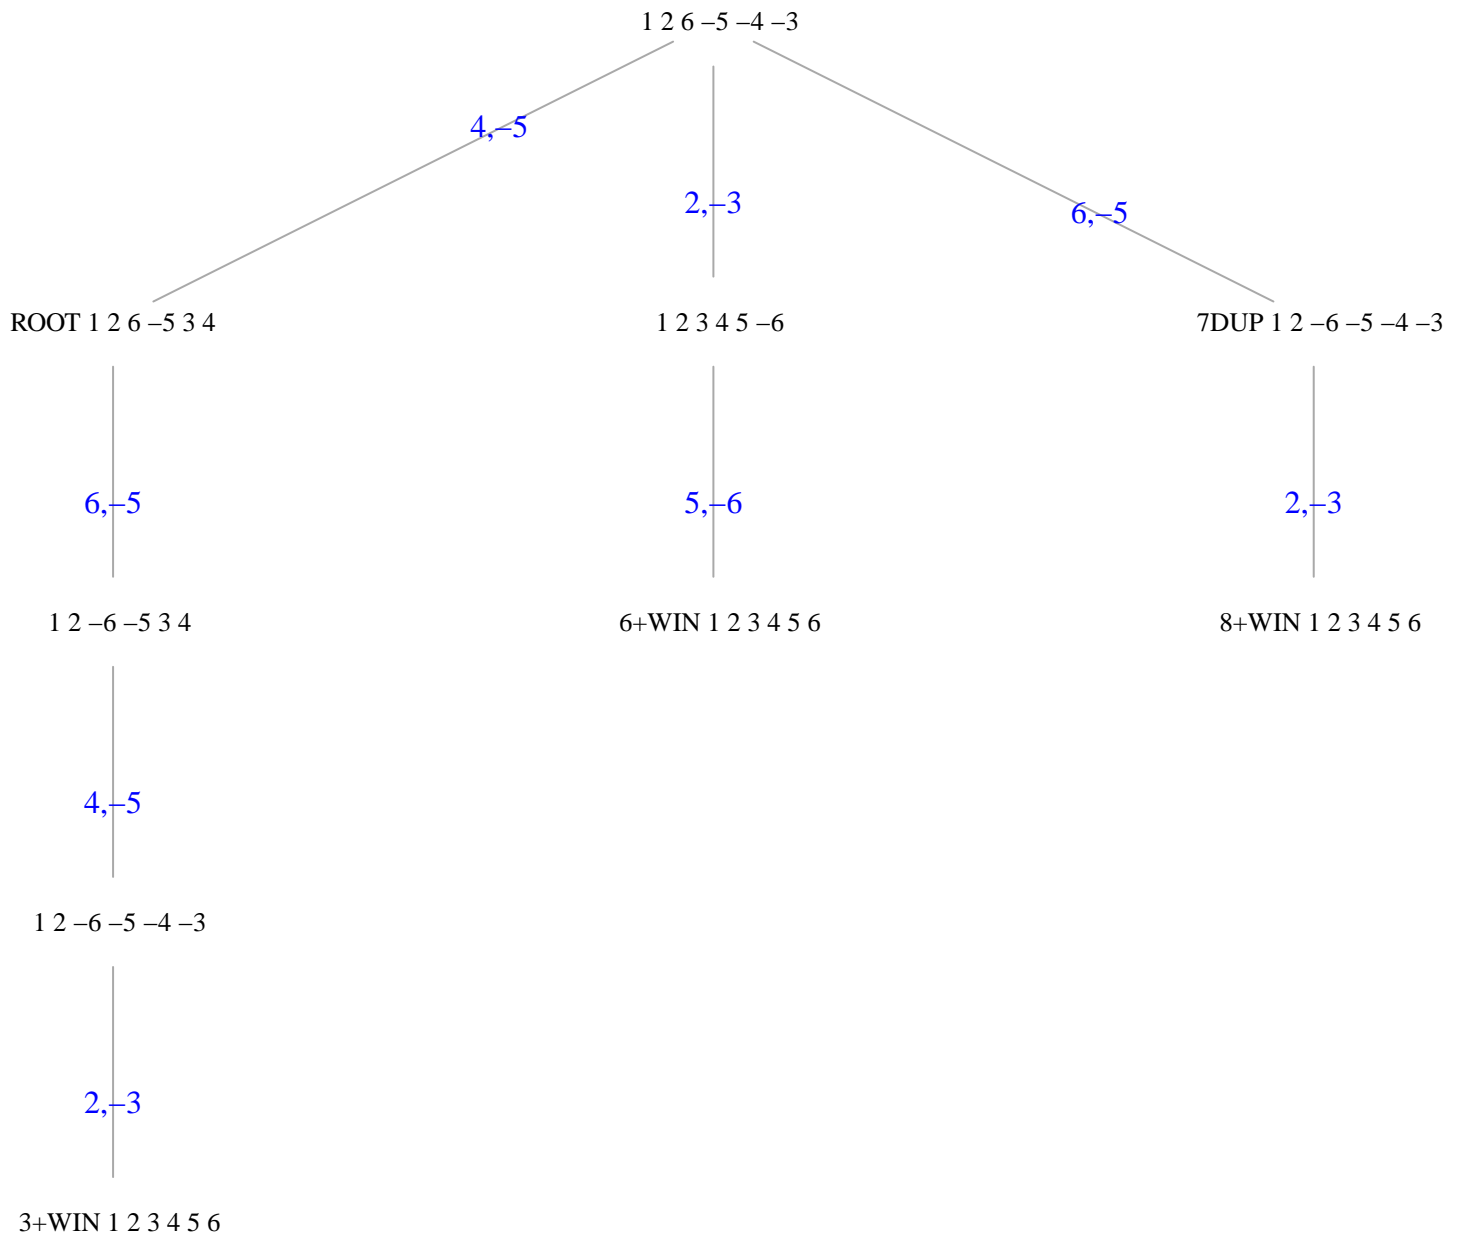 1 2 6 –5 –4 –3
4,–5
2,–3
6,–5
ROOT 1 2 6 –5 3 4
1 2 3 4 5 –6
7DUP 1 2 –6 –5 –4 –3
6,–5
5,–6
2,–3
1 2 –6 –5 3 4
6+WIN 1 2 3 4 5 6
8+WIN 1 2 3 4 5 6
4,–5
1 2 –6 –5 –4 –3
2,–3
3+WIN 1 2 3 4 5 6